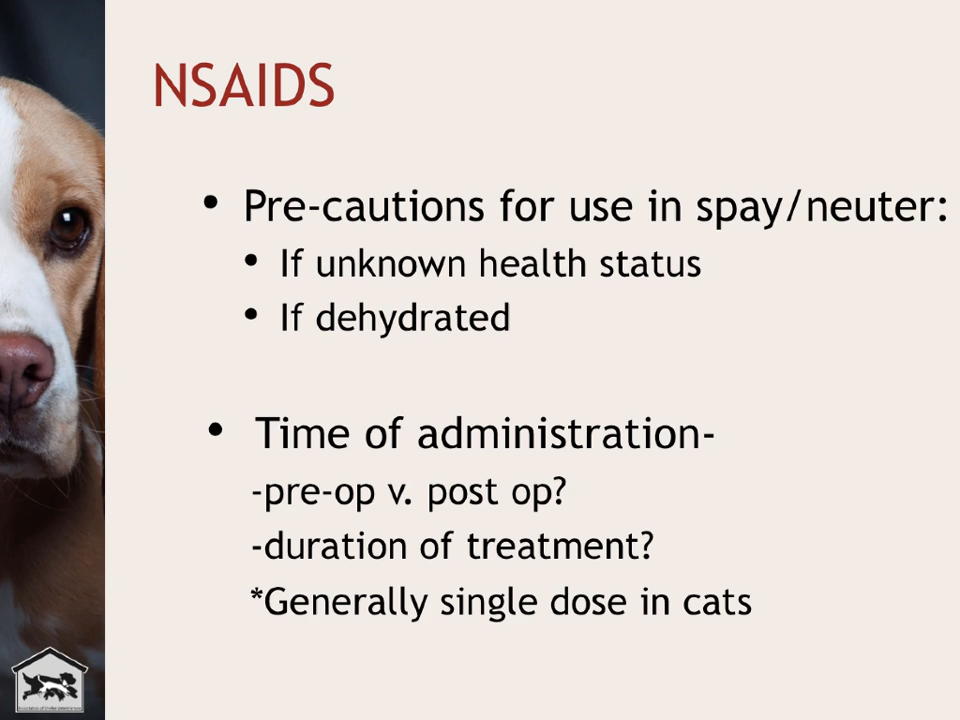 NSAIDS
• Pre-cautions for use in spay/neuter:
• If unknown health status
• If dehydrated
• Time of administration-
-pre-op v. post op?
-duration of treatment?
*Generally single dose in cats